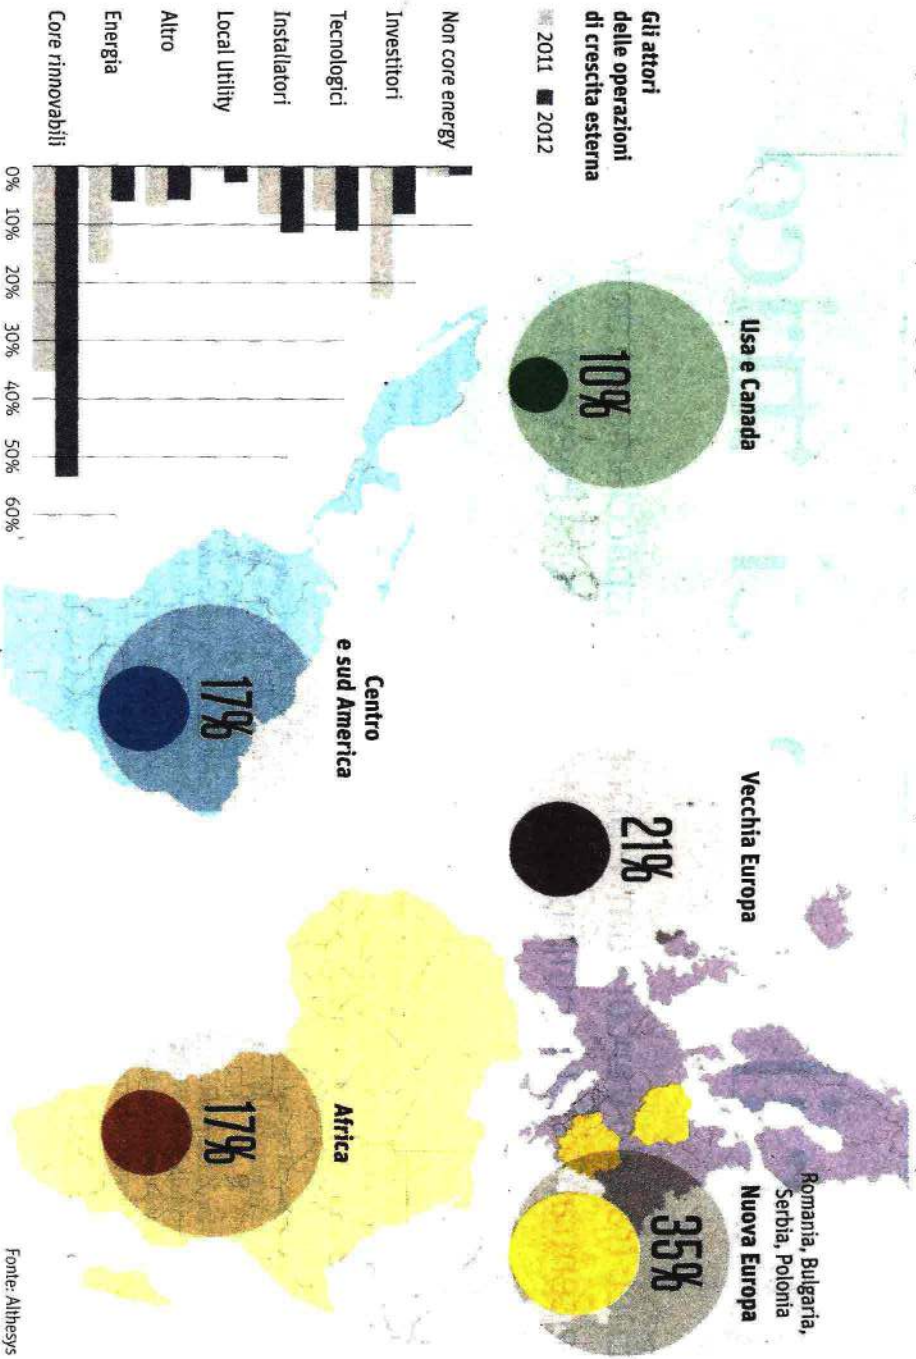 Usa e Canada
10%
Vecchia Europa
21%
Romania, Bulgaria,
Serbia, Polonia
Nuova Europa
35%
Gli attori
delle operazioni
di crescita esterna
2011 2012
Non core energy
Investitori
Tecnologici
Installatori
Local Utility
Altro
Energia
Core rinnovabili
0% 10% 20% 30% 40% 50% 60%
Centro
e sud America
17%
Africa
17%
Fonte: Althesys